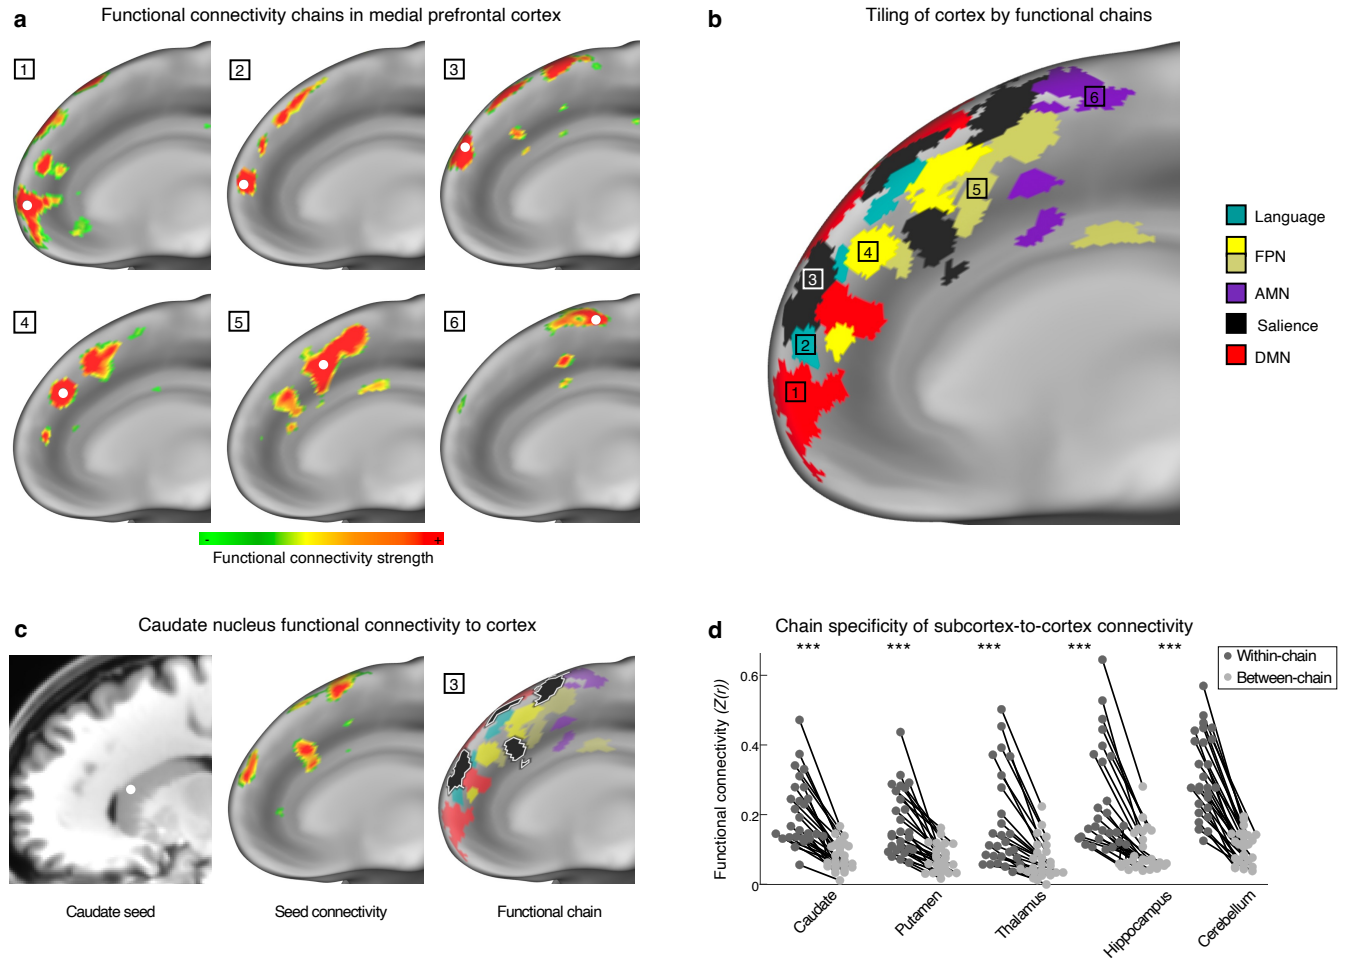 a
Functional connectivity chains in medial prefrontal cortex
1
2
3
4
5
6
-
+
Functional connectivity strength
b
Tiling of cortex by functional chains
6
5
4
3
2
1
Language
FPN
AMN
Salience
DMN
c
Caudate nucleus functional connectivity to cortex
3
Caudate seed
Seed connectivity
Functional chain
d
Chain specificity of subcortex-to-cortex connectivity
*** *** *** *** ***
Within-chain
Between-chain
Functional connectivity (Z(r))
0.6
0.4
0.2
0
Caudate
Putamen
Thalamus
Hippocampus
Cerebellum